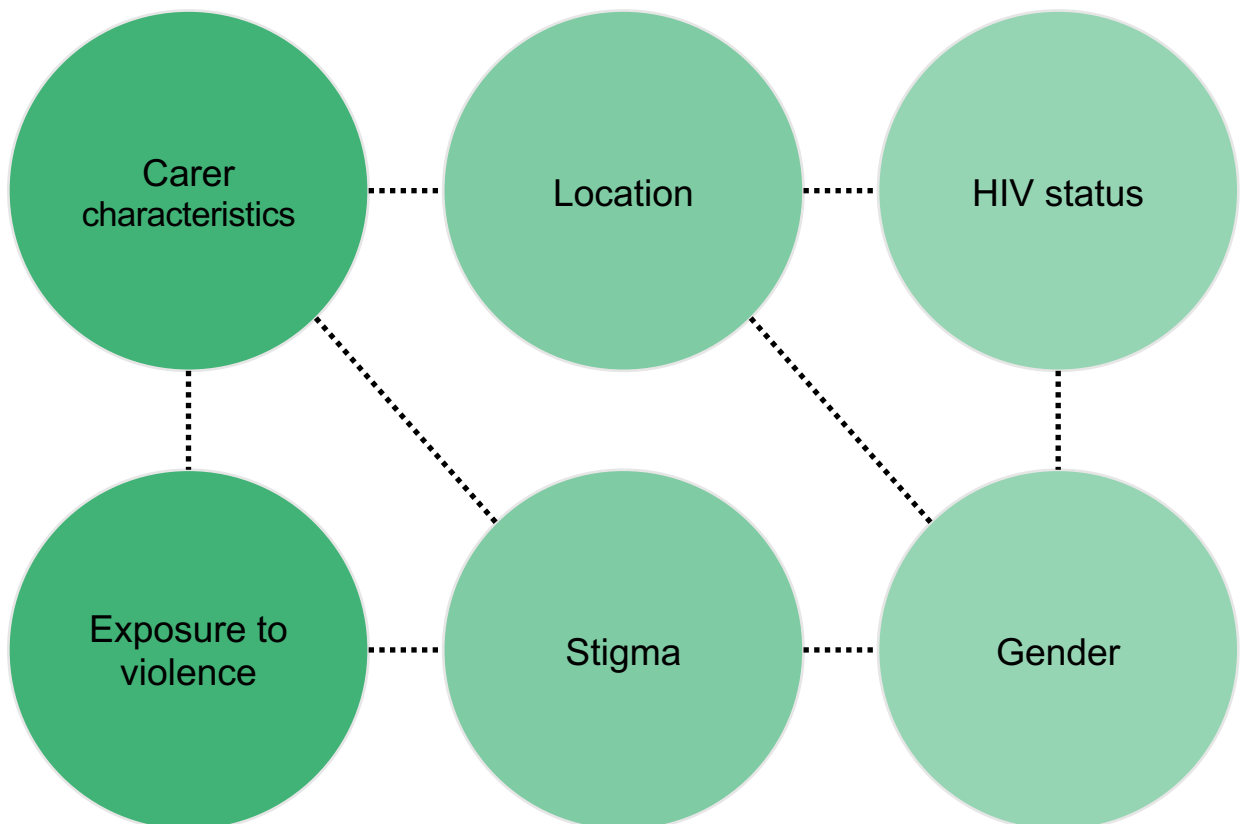 Carer
characteristics
Location
HIV status
Exposure to
violence
Stigma
Gender